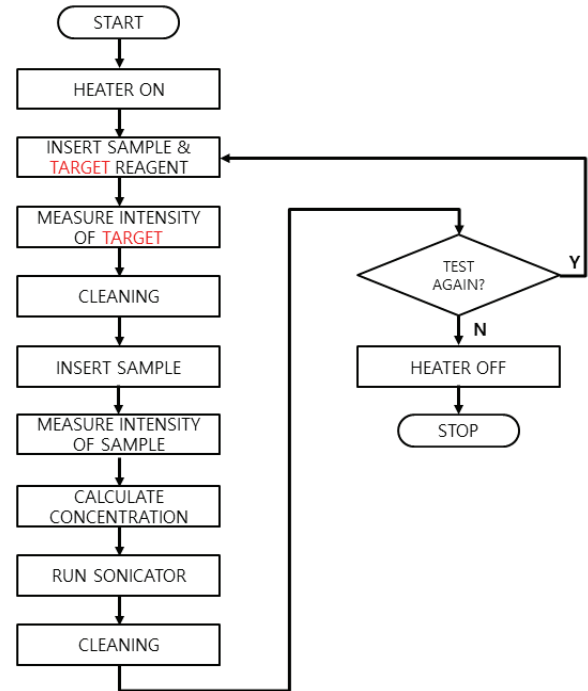 START
HEATER ON
INSERT SAMPLE &
TARGET REAGENT
MEASURE INTENSITY
OF TARGET
CLEANING
INSERT SAMPLE
MEASURE INTENSITY
OF SAMPLE
CALCULATE
CONCENTRATION
RUN SONICATOR
CLEANING
TEST
AGAIN?
Y
N
HEATER OFF
STOP